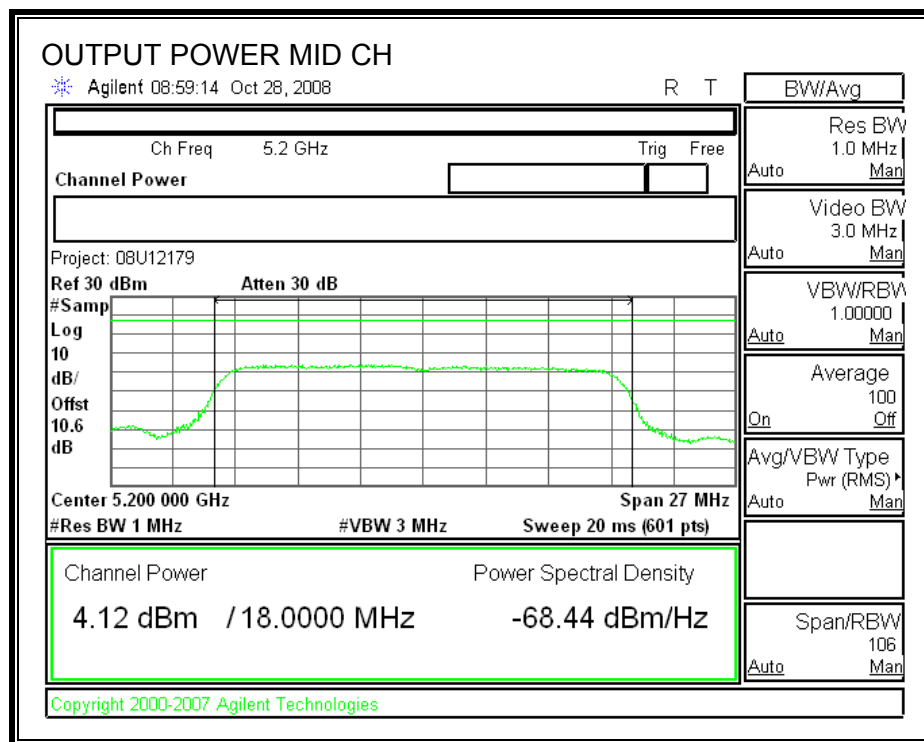 OUTPUT POWER MID CH
Agilent 08:59:14 Oct 28, 2008 R T
Ch Freq 5.2 GHz Trig Free
Channel Power
Project: 08U12179
Ref 30 dBm Atten 30 dB
#Samp
Log
10
dB/
Offst
10.6
dB
Center 5.200 000 GHz Span 27 MHz
#Res BW 1 MHz #VBW 3 MHz Sweep 20 ms (601 pts)
Channel Power Power Spectral Density
4.12 dBm / 18.0000 MHz -68.44 dBm/Hz
Copyright 2000-2007 Agilent Technologies
BW/Avg
Res BW
1.0 MHz
Auto Man
Video BW
3.0 MHz
Auto Man
VBW/RBW
1.00000
Auto Man
Average
100
On Off
Avg/VBW Type
Pwr (RMS)
Auto Man
Span/RBW
106
Auto Man